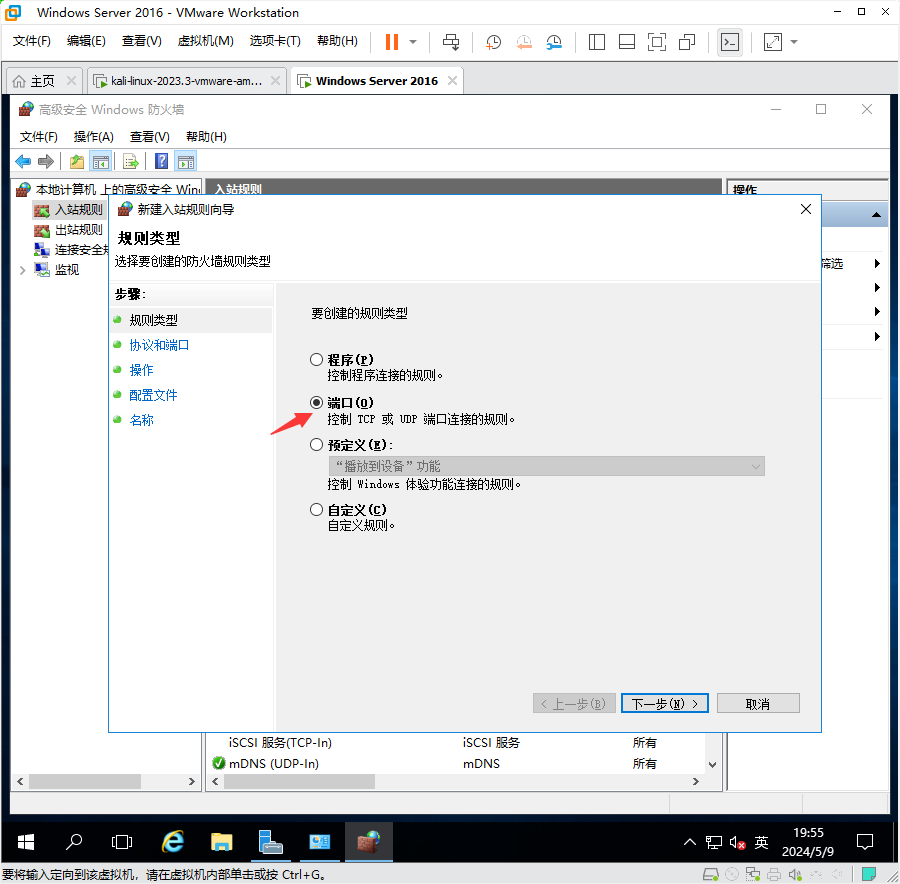 Windows Server 2016 - VMware Workstation
文件(F) 编辑(E) 查看(V) 虚拟机(M) 选项卡(T) 帮助(H)
主页 kali-linux-2023.3-vmware-am... Windows Server 2016
高级安全 Windows 防火墙
文件(F) 操作(A) 查看(V) 帮助(H)
本地计算机 上的高级安全 Win 入站规则 操作
入站规则
出站规则
连接安全规
监视
筛选
新建入站规则向导
规则类型
选择要创建的防火墙规则类型
步骤:
规则类型
协议和端口
操作
配置文件
名称
要创建的规则类型
程序(P)
控制程序连接的规则。
端口(O)
控制 TCP 或 UDP 端口连接的规则。
预定义(E):
“播放到设备”功能
控制 Windows 体验功能连接的规则。
自定义(C)
自定义规则。
< 上一步(B) 下一步(N) > 取消
iSCSI 服务(TCP-In) iSCSI 服务 所有
mDNS (UDP-In) mDNS 所有
英
19:55
2024/5/9
要将输入定向到该虚拟机，请在虚拟机内部单击或按 Ctrl+G。